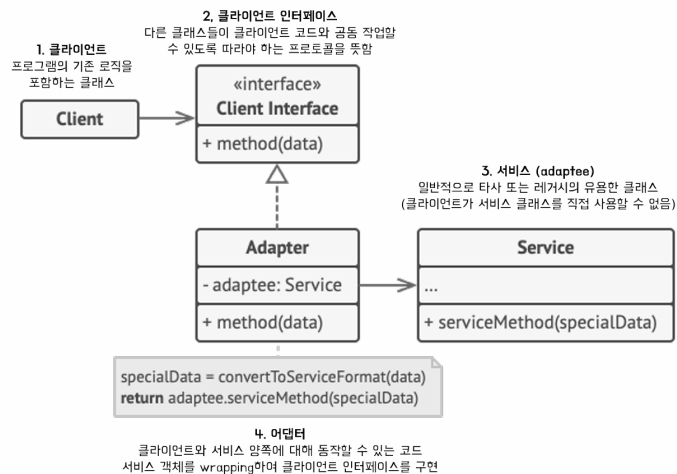 2, 클라이언트 인터페이스
다른 클래스들이 클라이언트 코드와 공동 작업할
수 있도록 따라야 하는 프로토콜을 뜻함
1. 클라이언트
프로그램의 기존 로직을
포함하는 클래스
Client
«interface»
Client Interface
+ method(data)
3. 서비스 (adaptee)
일반적으로 타사 또는 레거시의 유용한 클래스
(클라이언트가 서비스 클래스를 직접 사용할 수 없음)
Adapter
- adaptee: Service
+ method(data)
Service
...
+ serviceMethod(specialData)
specialData = convertToServiceFormat(data)
return adaptee.serviceMethod(specialData)
4. 어댑터
클라이언트와 서비스 양쪽에 대해 동작할 수 있는 코드
서비스 객체를 wrapping하여 클라이언트 인터페이스를 구현